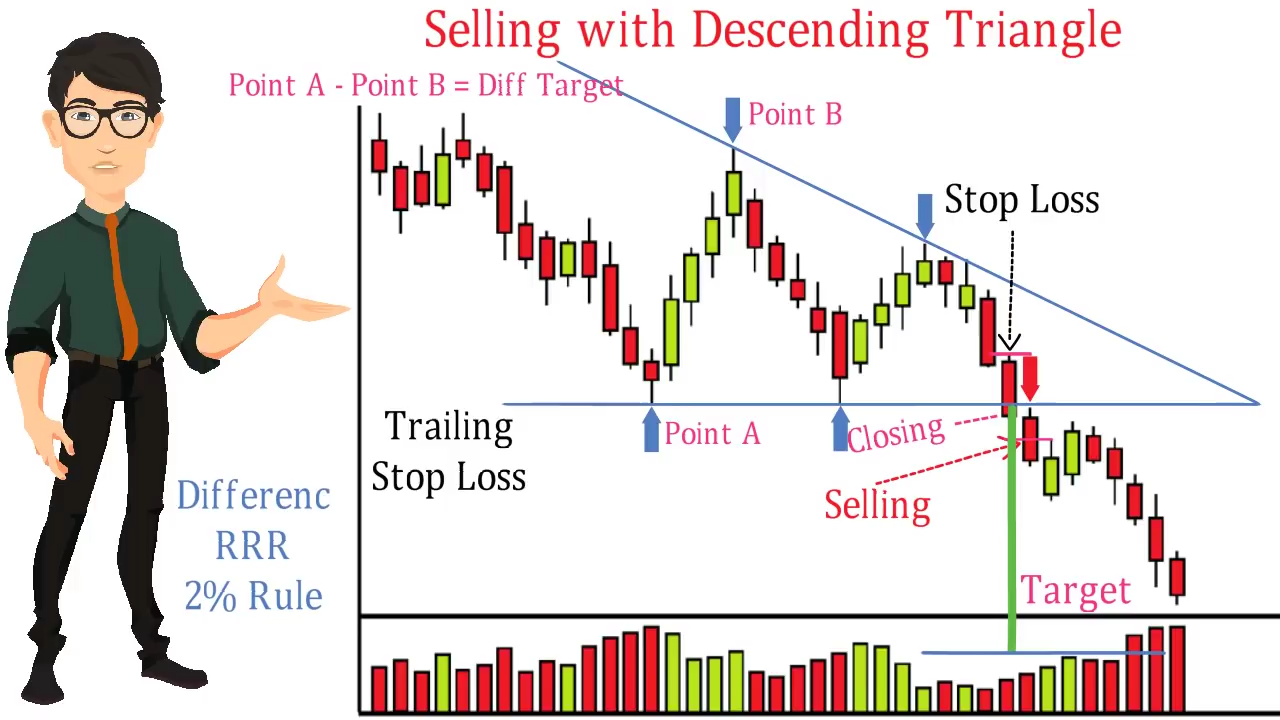 Selling with Descending Triangle
Point A - Point B = Diff Target
Point B
Stop Loss
Trailing
Stop Loss
Point A
Closing
Selling
Differenc
RRR
2% Rule
Target